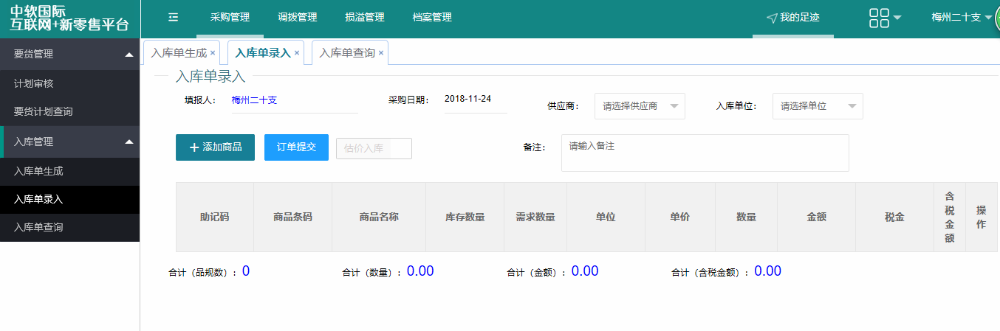 中软国际
互联网+新零售平台
采购管理 调拨管理 损溢管理 档案管理 我的足迹 梅州二十支
要货管理
计划审核
要货计划查询
入库管理
入库单生成
入库单录入
入库单查询
入库单生成 × 入库单录入 × 入库单查询 ×
入库单录入
填报人： 梅州二十支 采购日期： 2018-11-24 供应商： 请选择供应商 入库单位： 请选择单位
+ 添加商品 订单提交 估价入库 备注： 请输入备注
助记码 商品条码 商品名称 库存数量 需求数量 单位 单价 数量 金额 税金 含税金额 操作
合计（品规数）：0 合计（数量）：0.00 合计（金额）：0.00 合计（含税金额）：0.00